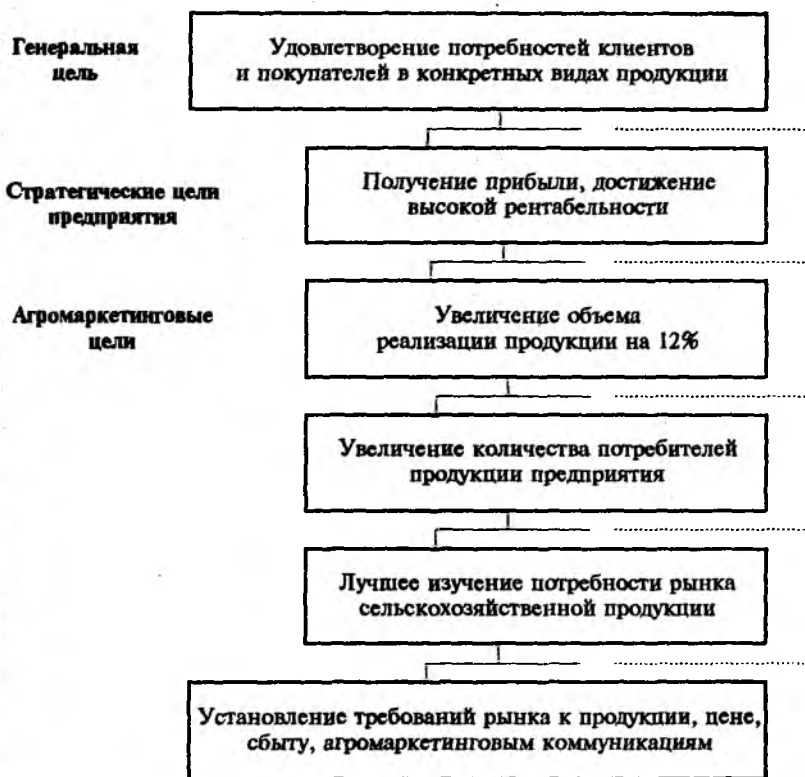 Генеральная
цель
Удовлетворение потребностей клиентов
и покупателей в конкретных видах продукции
Стратегические цели
предприятия
Получение прибыли, достижение
высокой рентабельности
Агромаркетинговые
цели
Увеличение объема
реализации продукции на 12%
Увеличение количества потребителей
продукции предприятия
Лучшее изучение потребности рынка
сельскохозяйственной продукции
Установление требований рынка к продукции, цене,
сбыту, агромаркетинговым коммуникациям